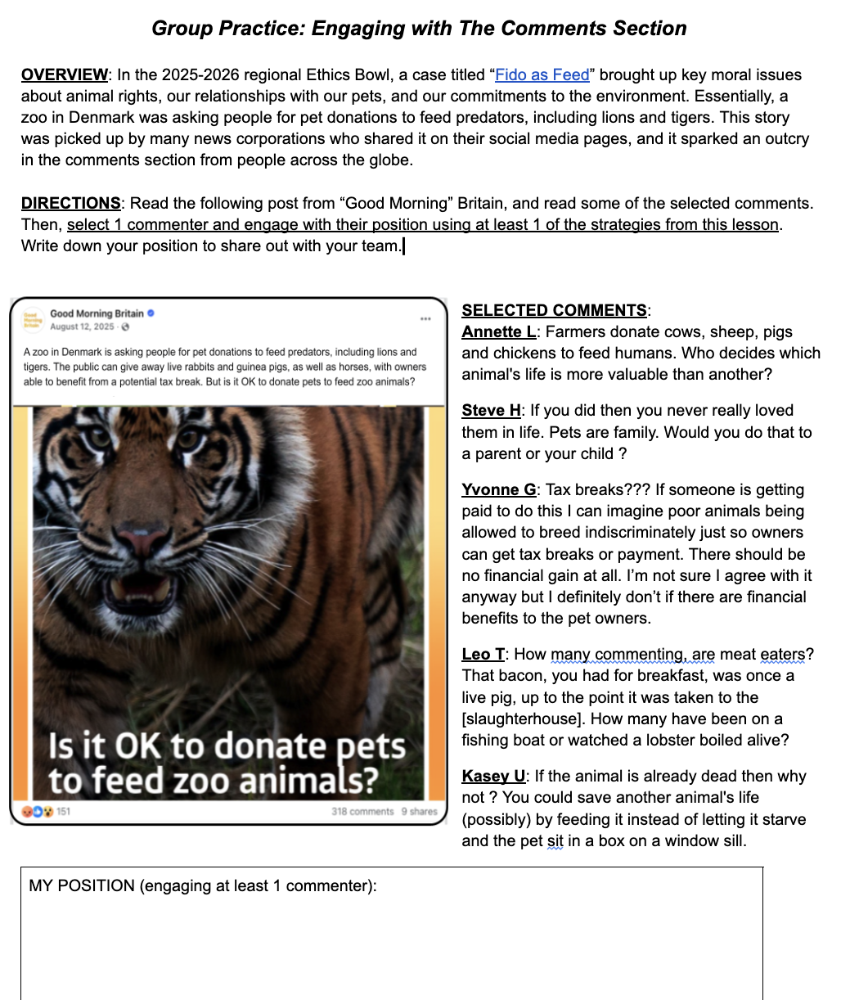 Group Practice: Engaging with The Comments Section
OVERVIEW: In the 2025-2026 regional Ethics Bowl, a case titled “Fido as Feed” brought up key moral issues
about animal rights, our relationships with our pets, and our commitments to the environment. Essentially, a
zoo in Denmark was asking people for pet donations to feed predators, including lions and tigers. This story
was picked up by many news corporations who shared it on their social media pages, and it sparked an outcry
in the comments section from people across the globe.
DIRECTIONS: Read the following post from “Good Morning” Britain, and read some of the selected comments.
Then, select 1 commenter and engage with their position using at least 1 of the strategies from this lesson.
Write down your position to share out with your team.
Good
Morning
Britain
Good Morning Britain
August 12, 2025
A zoo in Denmark is asking people for pet donations to feed predators, including lions and
tigers. The public can give away live rabbits and guinea pigs, as well as horses, with owners
able to benefit from a potential tax break. But is it OK to donate pets to feed zoo animals?
Is it OK to donate pets
to feed zoo animals?
151
318 comments 9 shares
SELECTED COMMENTS:
Annette L: Farmers donate cows, sheep, pigs
and chickens to feed humans. Who decides which
animal's life is more valuable than another?
Steve H: If you did then you never really loved
them in life. Pets are family. Would you do that to
a parent or your child ?
Yvonne G: Tax breaks??? If someone is getting
paid to do this I can imagine poor animals being
allowed to breed indiscriminately just so owners
can get tax breaks or payment. There should be
no financial gain at all. I’m not sure I agree with it
anyway but I definitely don’t if there are financial
benefits to the pet owners.
Leo T: How many commenting, are meat eaters?
That bacon, you had for breakfast, was once a
live pig, up to the point it was taken to the
[slaughterhouse]. How many have been on a
fishing boat or watched a lobster boiled alive?
Kasey U: If the animal is already dead then why
not ? You could save another animal's life
(possibly) by feeding it instead of letting it starve
and the pet sit in a box on a window sill.
MY POSITION (engaging at least 1 commenter):